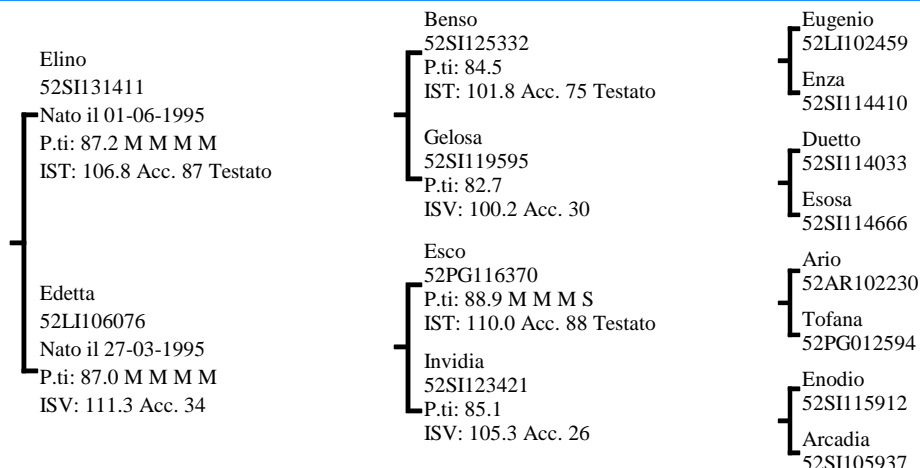 Elino
52SI131411
Nato il 01-06-1995
P.ti: 87.2 M M M M
IST: 106.8 Acc. 87 Testato
Edetta
52LI106076
Nato il 27-03-1995
P.ti: 87.0 M M M M
ISV: 111.3 Acc. 34
Benso
52SI125332
P.ti: 84.5
IST: 101.8 Acc. 75 Testato
Gelosa
52SI119595
P.ti: 82.7
ISV: 100.2 Acc. 30
Esco
52PG116370
P.ti: 88.9 M M M S
IST: 110.0 Acc. 88 Testato
Invidia
52SI123421
P.ti: 85.1
ISV: 105.3 Acc. 26
Eugenio
52LI102459
Enza
52SI114410
Duetto
52SI114033
Esosa
52SI114666
Ario
52AR102230
Tofana
52PG012594
Enodio
52SI115912
Arcadia
52SI105937